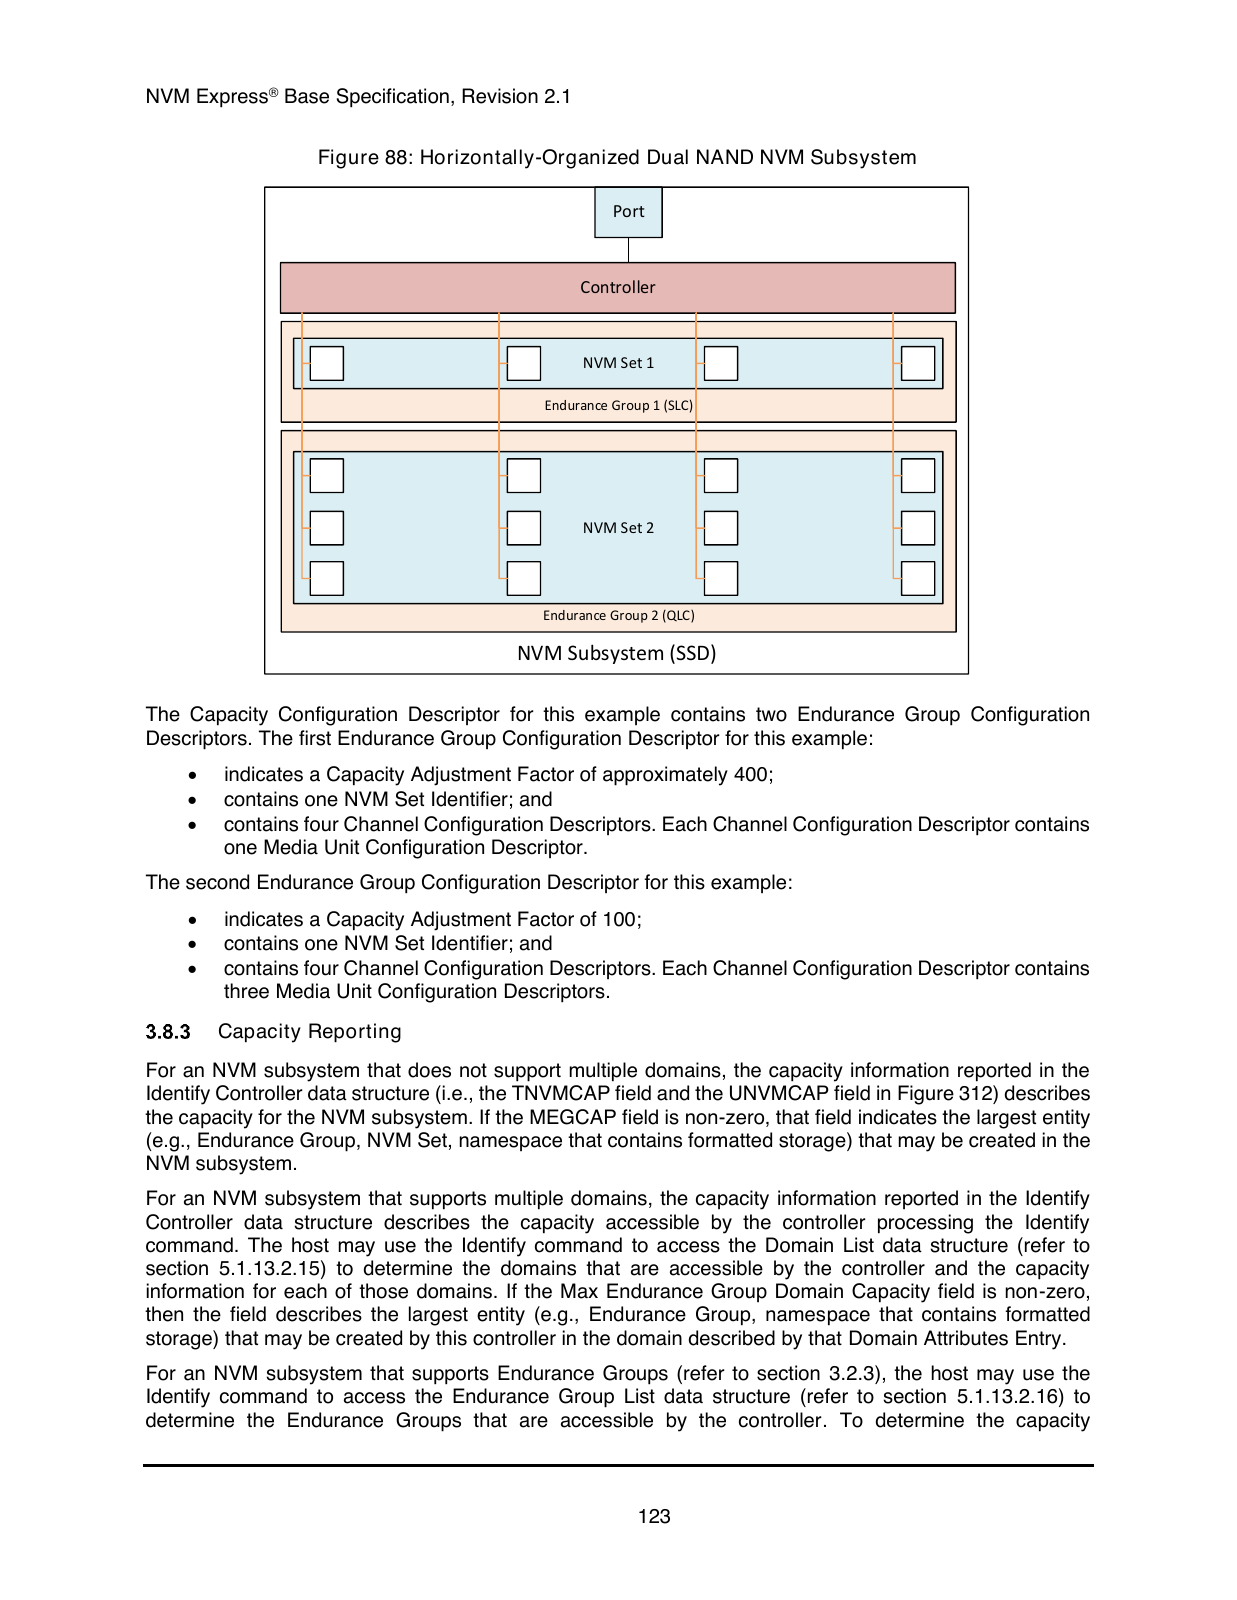 NVM Express® Base Specification, Revision 2.1
Figure 88: Horizontally-Organized Dual NAND NVM Subsystem
Port
Controller
NVM Set 1
Endurance Group 1 (SLC)
NVM Set 2
Endurance Group 2 (QLC)
NVM Subsystem (SSD)
The Capacity Configuration Descriptor for this example contains two Endurance Group Configuration
Descriptors. The first Endurance Group Configuration Descriptor for this example:
• indicates a Capacity Adjustment Factor of approximately 400;
• contains one NVM Set Identifier; and
• contains four Channel Configuration Descriptors. Each Channel Configuration Descriptor contains
one Media Unit Configuration Descriptor.
The second Endurance Group Configuration Descriptor for this example:
• indicates a Capacity Adjustment Factor of 100;
• contains one NVM Set Identifier; and
• contains four Channel Configuration Descriptors. Each Channel Configuration Descriptor contains
three Media Unit Configuration Descriptors.
3.8.3 Capacity Reporting
For an NVM subsystem that does not support multiple domains, the capacity information reported in the
Identify Controller data structure (i.e., the TNVMCAP field and the UNVMCAP field in Figure 312) describes
the capacity for the NVM subsystem. If the MEGCAP field is non-zero, that field indicates the largest entity
(e.g., Endurance Group, NVM Set, namespace that contains formatted storage) that may be created in the
NVM subsystem.
For an NVM subsystem that supports multiple domains, the capacity information reported in the Identify
Controller data structure describes the capacity accessible by the controller processing the Identify
command. The host may use the Identify command to access the Domain List data structure (refer to
section 5.1.13.2.15) to determine the domains that are accessible by the controller and the capacity
information for each of those domains. If the Max Endurance Group Domain Capacity field is non-zero,
then the field describes the largest entity (e.g., Endurance Group, namespace that contains formatted
storage) that may be created by this controller in the domain described by that Domain Attributes Entry.
For an NVM subsystem that supports Endurance Groups (refer to section 3.2.3), the host may use the
Identify command to access the Endurance Group List data structure (refer to section 5.1.13.2.16) to
determine the Endurance Groups that are accessible by the controller. To determine the capacity
123